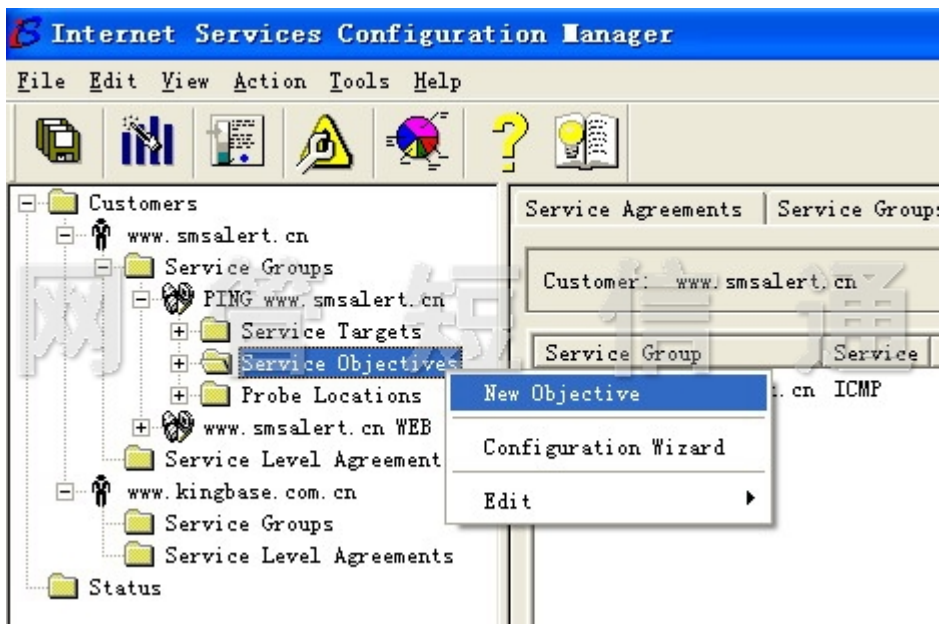 Internet Services Configuration Manager
File Edit View Action Tools Help
Customers
www.smsalert.cn
Service Groups
PING www.smsalert.cn
Service Targets
Service Objectives
Probe Locations
www.smsalert.cn WEB
Service Level Agreement
www.kingbase.com.cn
Service Groups
Service Level Agreements
Status
Service Agreements
Service Groups
Customer: www.smsalert.cn
Service Group
Service
.cn ICMP
New Objective
Configuration Wizard
Edit
网管短信通